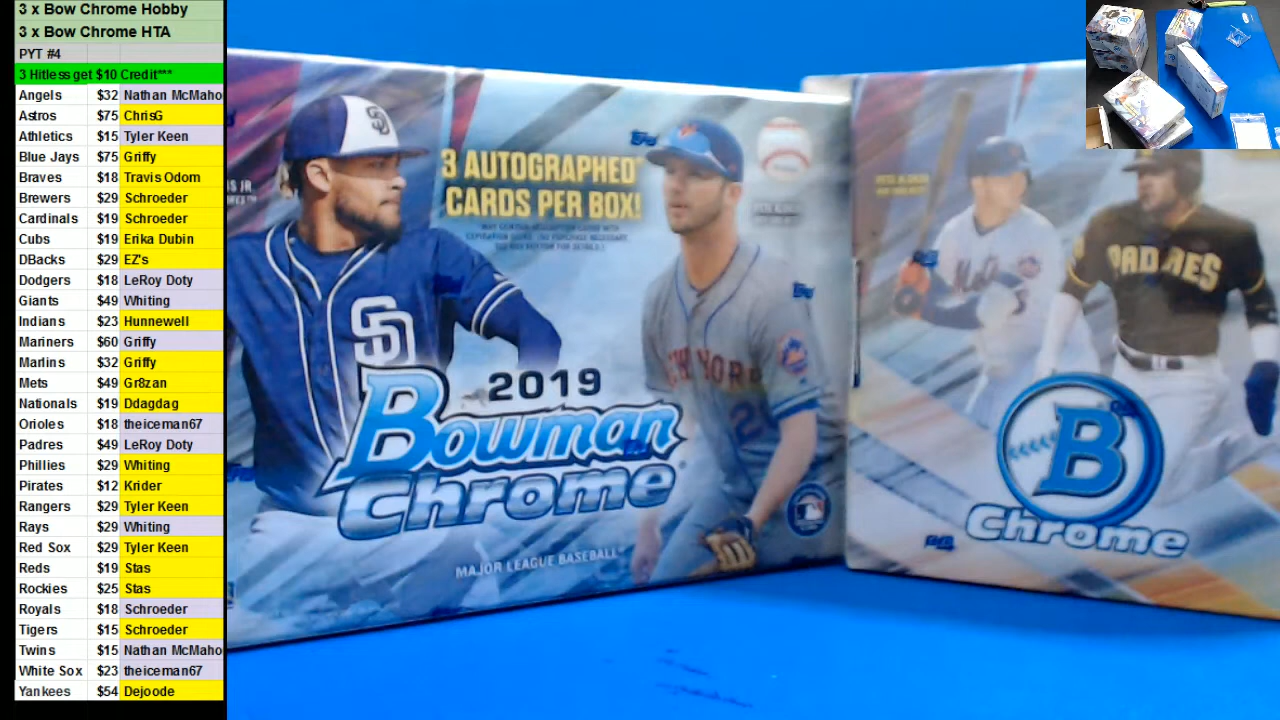 3 x Bow Chrome Hobby
3 x Bow Chrome HTA
PYT #4
3 Hitless get $10 Credit***
Angels $32 Nathan McMaho
Astros $75 ChrisG
Athletics $15 Tyler Keen
Blue Jays $75 Griffy
Braves $18 Travis Odom
Brewers $29 Schroeder
Cardinals $19 Schroeder
Cubs $19 Erika Dubin
DBacks $29 EZ's
Dodgers $18 LeRoy Doty
Giants $49 Whiting
Indians $23 Hunnewell
Mariners $60 Griffy
Marlins $32 Griffy
Mets $49 Gr8zan
Nationals $19 Ddagdag
Orioles $18 theiceman67
Padres $49 LeRoy Doty
Phillies $29 Whiting
Pirates $12 Krider
Rangers $29 Tyler Keen
Rays $29 Whiting
Red Sox $29 Tyler Keen
Reds $19 Stas
Rockies $25 Stas
Royals $18 Schroeder
Tigers $15 Schroeder
Twins $15 Nathan McMaho
White Sox $23 theiceman67
Yankees $54 Dejoode
Topps
3 AUTOGRAPHED
CARDS PER BOX!
SD
NEW YORK
2019
Bowman
Chrome
MAJOR LEAGUE BASEBALL
Topps
Mets
PADRES
B
Chrome